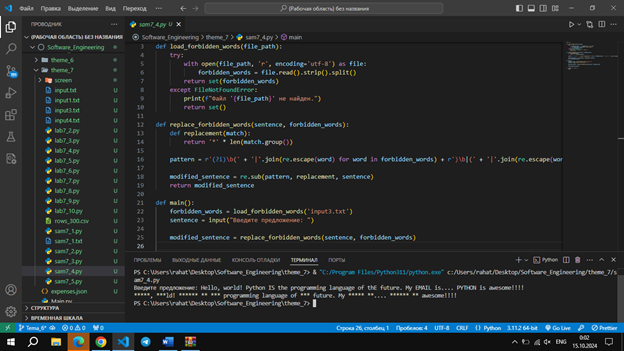 Файл Правка Выделение Вид Переход ...
(Рабочая область) без названия
ПРОВОДНИК
(РАБОЧАЯ ОБЛАСТЬ) БЕЗ НАЗВАНИЯ
Software_Engineering
theme_6
theme_7
screen
input.txt U
input1.txt U
input3.txt U
input4.txt U
lab7_2.py U
lab7_3.py U
lab7_4.py U
lab7_5.py U
lab7_6.py U
lab7_7.py U
lab7_8.py U
lab7_9.py U
lab7_10.py U
rows_300.csv U
sam7_1.py U
sam7_1.txt U
sam7_2.py U
sam7_3.py U
sam7_4.py U
sam7_5.py U
expenses.json U
Main.py
СТРУКТУРА
ВРЕМЕННАЯ ШКАЛА
sam7_4.py U
Software_Engineering > theme_7 > sam7_4.py > main
3 def load_forbidden_words(file_path):
4 try:
5 with open(file_path, 'r', encoding='utf-8') as file:
6 forbidden_words = file.read().strip().split()
7 return set(forbidden_words)
8 except FileNotFoundError:
9 print(f"Файл '{file_path}' не найден.")
10 return set()
11
12 def replace_forbidden_words(sentence, forbidden_words):
13 def replacement(match):
14 return '*' * len(match.group())
15
16 pattern = r'(?i)\b(' + '|'.join(re.escape(word) for word in forbidden_words) + r')\b|(' + '|'.join(re.escape(wor
17
18 modified_sentence = re.sub(pattern, replacement, sentence)
19 return modified_sentence
20
21 def main():
22 forbidden_words = load_forbidden_words('input3.txt')
23 sentence = input("Введите предложение: ")
24
25 modified_sentence = replace_forbidden_words(sentence, forbidden_words)
26
ПРОБЛЕМЫ ВЫХОДНЫЕ ДАННЫЕ КОНСОЛЬ ОТЛАДКИ ТЕРМИНАЛ ПОРТЫ
Python
PS C:\Users\rahat\Desktop\Software_Engineering\theme_7> & "C:/Program Files/Python311/python.exe" c:/Users/rahat/Desktop/Software_Engineering/theme_7/s
am7_4.py
Введите предложение: Hello, world! Python IS the programming language of thE future. My EMAIL is.... PYTHON is awesome!!!!
*****, ***ld! ****** ** *** programming language of *** future. My ***** **.... ****** ** awesome!!!!
PS C:\Users\rahat\Desktop\Software_Engineering\theme_7>
Tema_6* 0 0 0
Строка 26, столбец 1 Пробелов: 4 UTF-8 CRLF Python 3.11.2 64-bit Go Live Prettier
ENG
0:02
15.10.2024